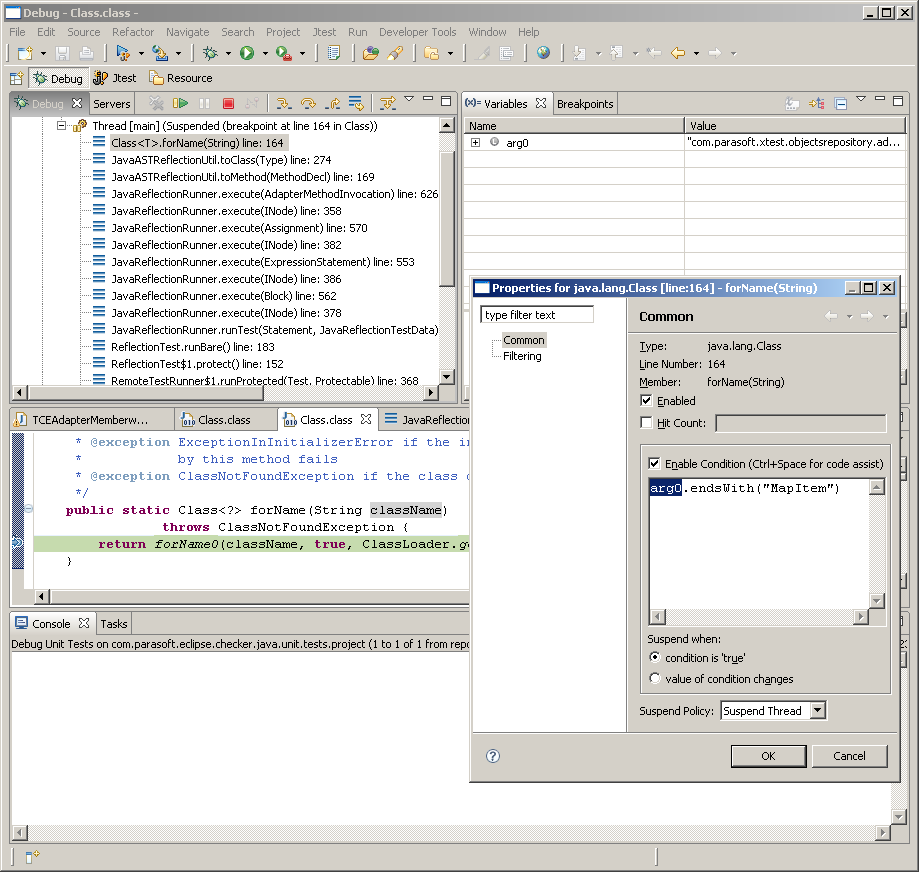 Debug - Class.class -
File Edit Source Refactor Navigate Search Project Jtest Run Developer Tools Window Help
Debug Jtest Resource
Debug Servers
Thread [main] (Suspended (breakpoint at line 164 in Class))
Class<T>.forName(String) line: 164
JavaASTReflectionUtil.toClass(Type) line: 274
JavaASTReflectionUtil.toMethod(MethodDecl) line: 169
JavaReflectionRunner.execute(AdapterMethodInvocation) line: 626
JavaReflectionRunner.execute(INode) line: 358
JavaReflectionRunner.execute(Assignment) line: 570
JavaReflectionRunner.execute(INode) line: 382
JavaReflectionRunner.execute(ExpressionStatement) line: 553
JavaReflectionRunner.execute(INode) line: 386
JavaReflectionRunner.execute(Block) line: 562
JavaReflectionRunner.execute(INode) line: 378
JavaReflectionRunner.runTest(Statement, JavaReflectionTestData)
ReflectionTest.runBare() line: 183
ReflectionTest$1.protect() line: 152
RemoteTestRunner$1.runProtected(Test, Protectable) line: 368
(x)= Variables Breakpoints
Name Value
arg0 "com.parasoft.xtest.objectsrepository.ad...
TCEAdapterMemberw... Class.class Class.class JavaReflection
* @exception ExceptionInInitializerError if the in
* by this method fails
* @exception ClassNotFoundException if the class c
*/
public static Class<?> forName(String className)
throws ClassNotFoundException {
return forName0(className, true, ClassLoader.ge
}
Console Tasks
Debug Unit Tests on com.parasoft.eclipse.checker.java.unit.tests.project (1 to 1 of 1 from repo
Properties for java.lang.Class [line:164] - forName(String)
type filter text
Common
Filtering
Common
Type: java.lang.Class
Line Number: 164
Member: forName(String)
Enabled
Hit Count:
Enable Condition (Ctrl+Space for code assist)
arg0.endsWith("MapItem")
Suspend when:
condition is 'true'
value of condition changes
Suspend Policy: Suspend Thread
OK Cancel